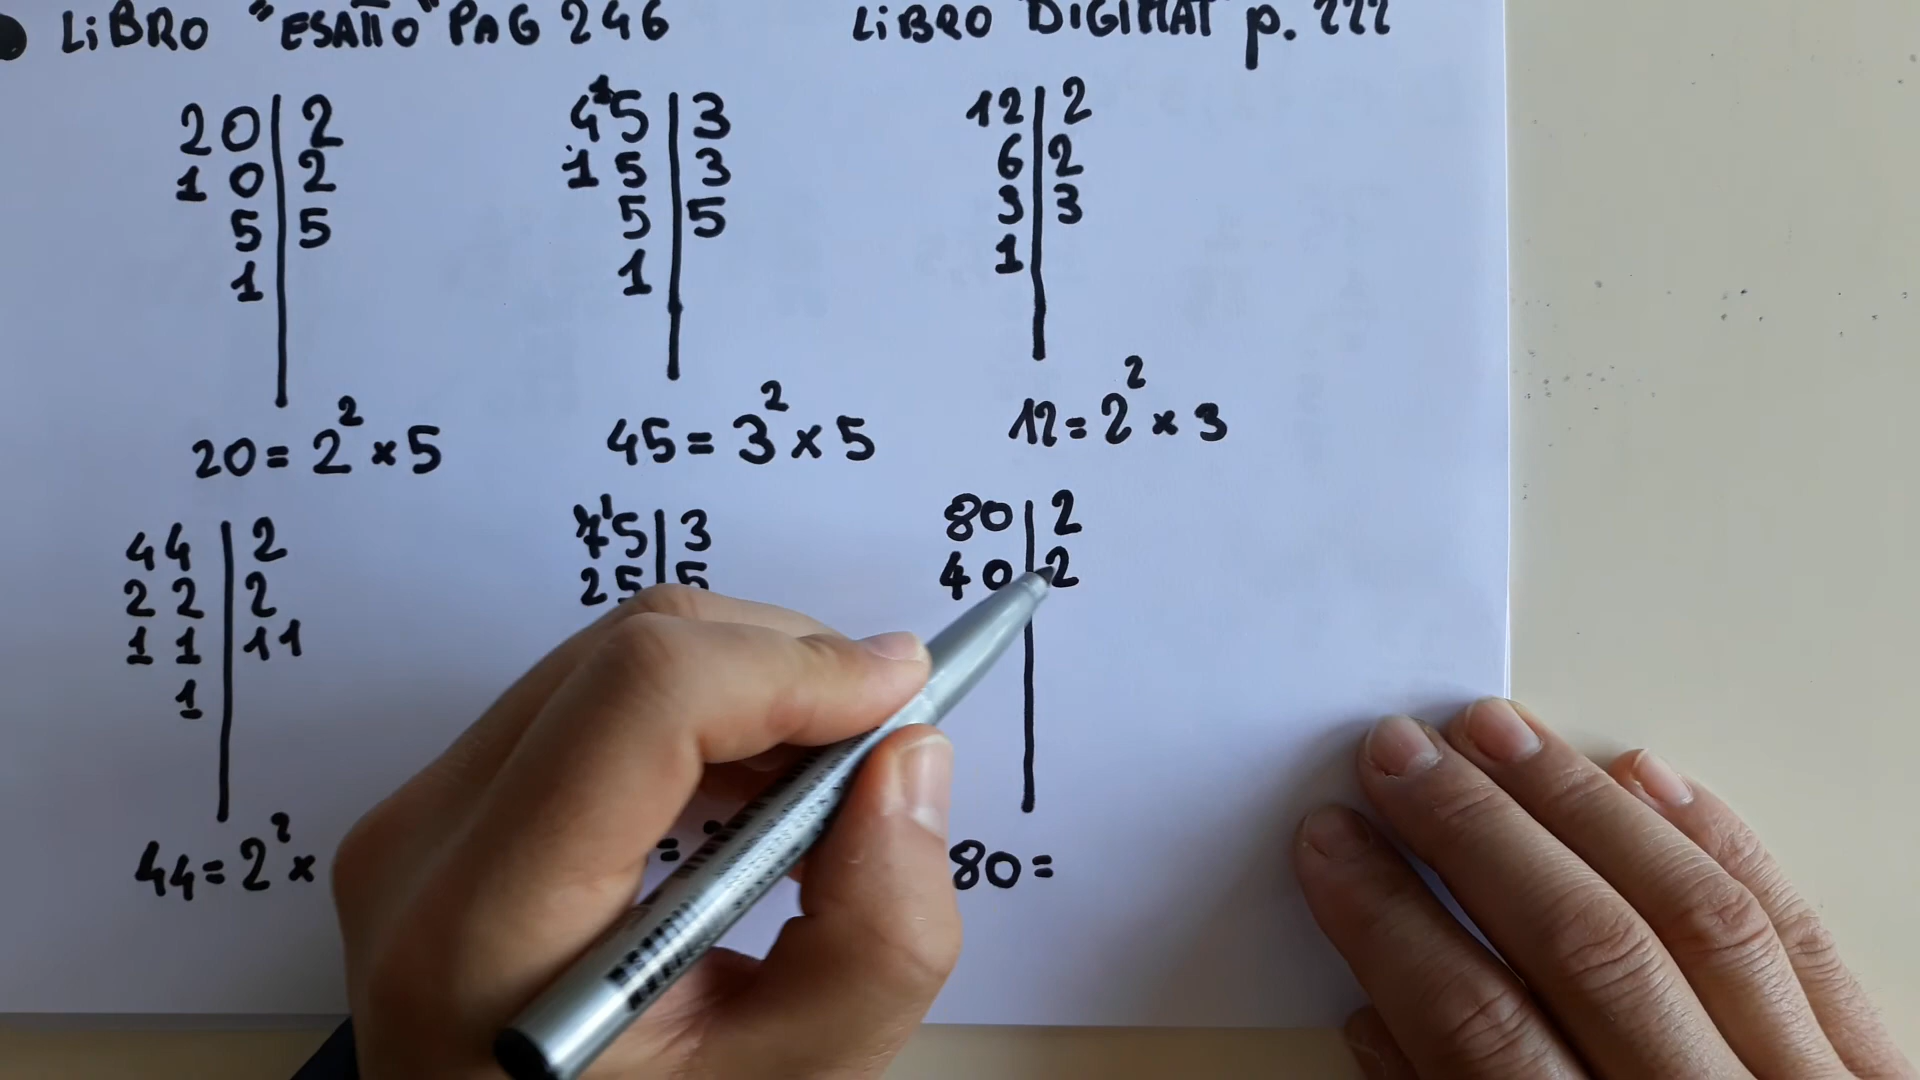 LiBRO "ESATTO" PAG 246
LiBRO DIGIMAT p. 222
20 | 2
10 | 2
5 | 5
1
20 = 2² × 5
45 | 3
15 | 3
5 | 5
1
45 = 3² × 5
12 | 2
6 | 2
3 | 3
1
12 = 2² × 3
44 | 2
22 | 2
11 | 11
1
44 = 2² ×
75 | 3
25 | 5
=
80 | 2
40 | 2
80 =